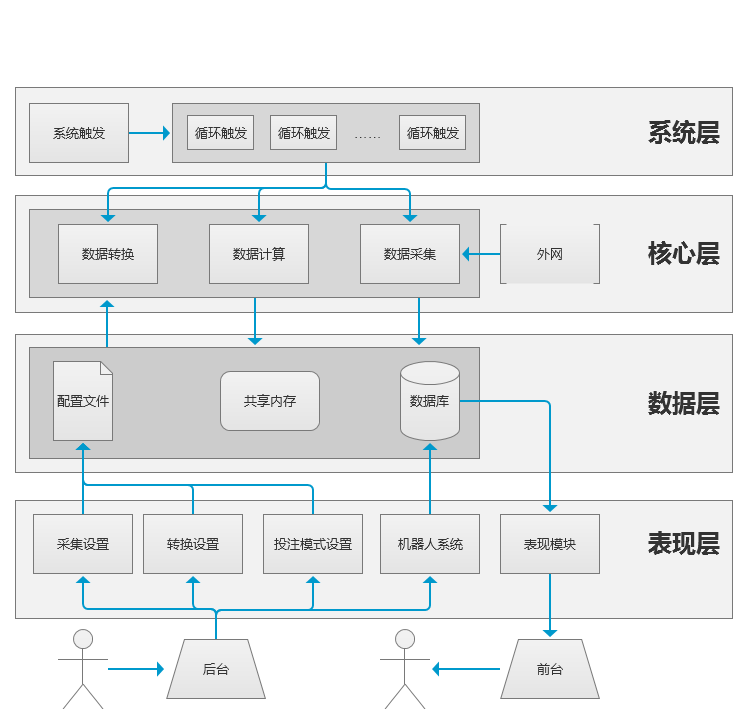 系统触发
循环触发
循环触发
……
循环触发
系统层
数据转换
数据计算
数据采集
外网
核心层
配置文件
共享内存
数据库
数据层
采集设置
转换设置
投注模式设置
机器人系统
表现模块
表现层
后台
前台